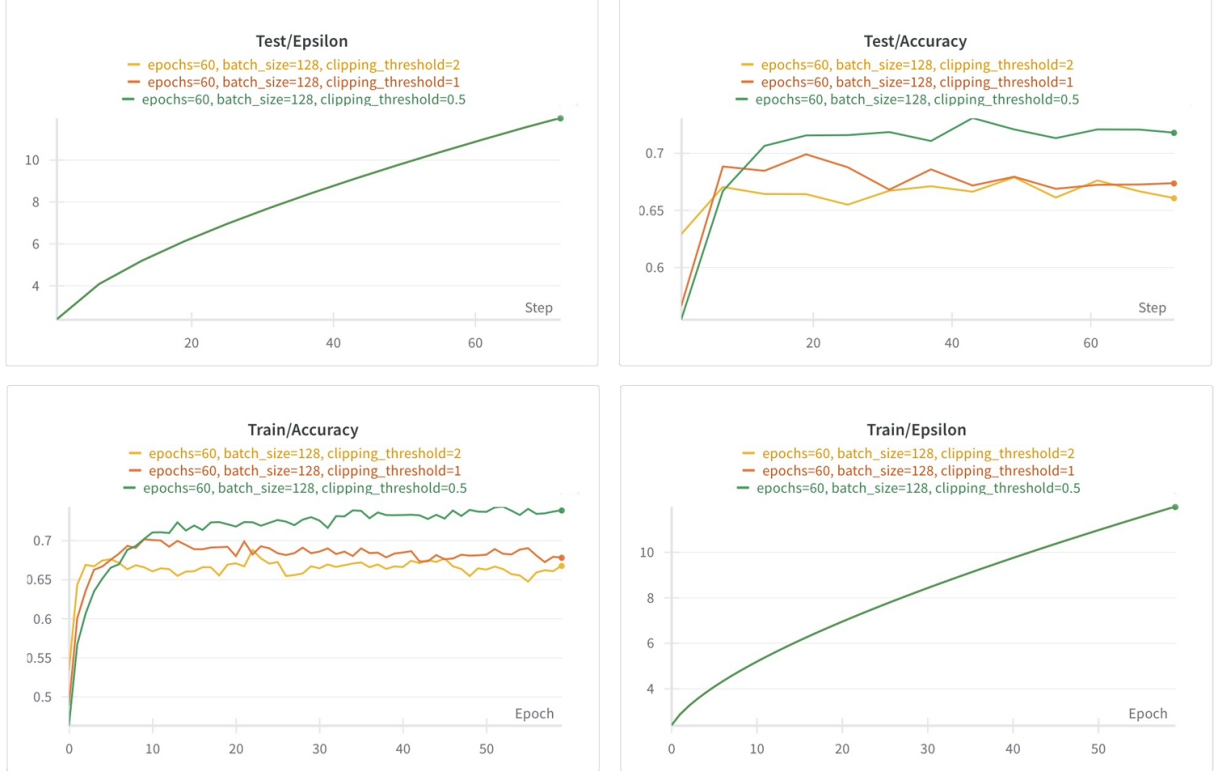 Test/Epsilon
epochs=60, batch_size=128, clipping_threshold=2
epochs=60, batch_size=128, clipping_threshold=1
epochs=60, batch_size=128, clipping_threshold=0.5
10
8
6
4
Step
20
40
60
Test/Accuracy
epochs=60, batch_size=128, clipping_threshold=2
epochs=60, batch_size=128, clipping_threshold=1
epochs=60, batch_size=128, clipping_threshold=0.5
0.7
0.65
0.6
Step
20
40
60
Train/Accuracy
epochs=60, batch_size=128, clipping_threshold=2
epochs=60, batch_size=128, clipping_threshold=1
epochs=60, batch_size=128, clipping_threshold=0.5
0.7
0.65
0.6
0.55
0.5
Epoch
0
10
20
30
40
50
Train/Epsilon
epochs=60, batch_size=128, clipping_threshold=2
epochs=60, batch_size=128, clipping_threshold=1
epochs=60, batch_size=128, clipping_threshold=0.5
10
8
6
4
Epoch
0
10
20
30
40
50